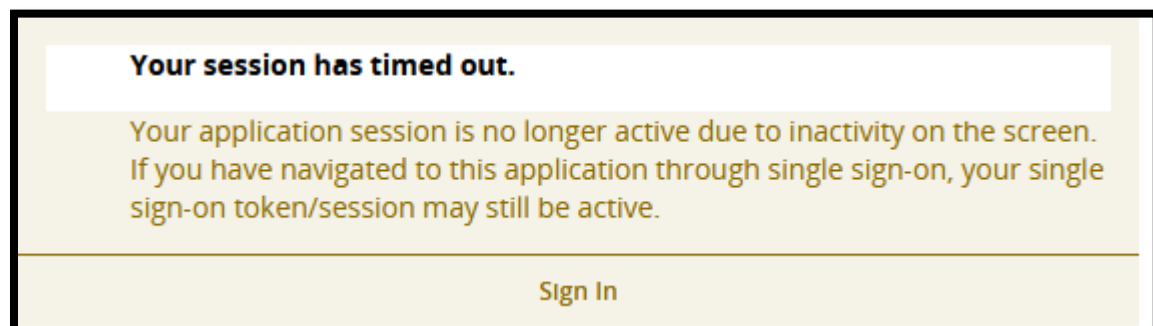 Your session has timed out.
Your application session is no longer active due to inactivity on the screen.
If you have navigated to this application through single sign-on, your single
sign-on token/session may still be active.
Sign In